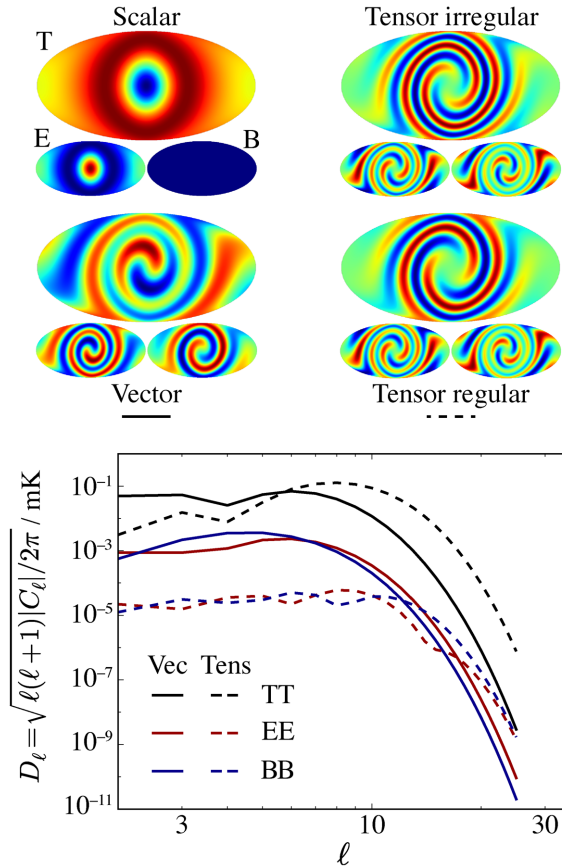 Scalar
Tensor irregular
T
E
B
Vector
Tensor regular
D_ℓ=√ℓ(ℓ+1)|C_ℓ|/2π / mK
10⁻¹
10⁻³
10⁻⁵
10⁻⁷
10⁻⁹
10⁻¹¹
Vec Tens
TT
EE
BB
3 10 30
ℓ